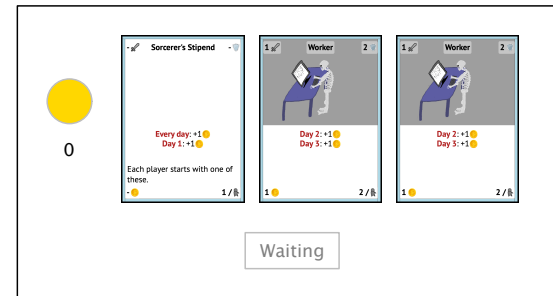 - Sorcerer's Stipend -
Every day: +1
Day 1: +1
Each player starts with one of
these.
- 1 /
1 Worker 2
Day 2: +1
Day 3: +1
1 2 /
1 Worker 2
Day 2: +1
Day 3: +1
1 2 /
0
Waiting